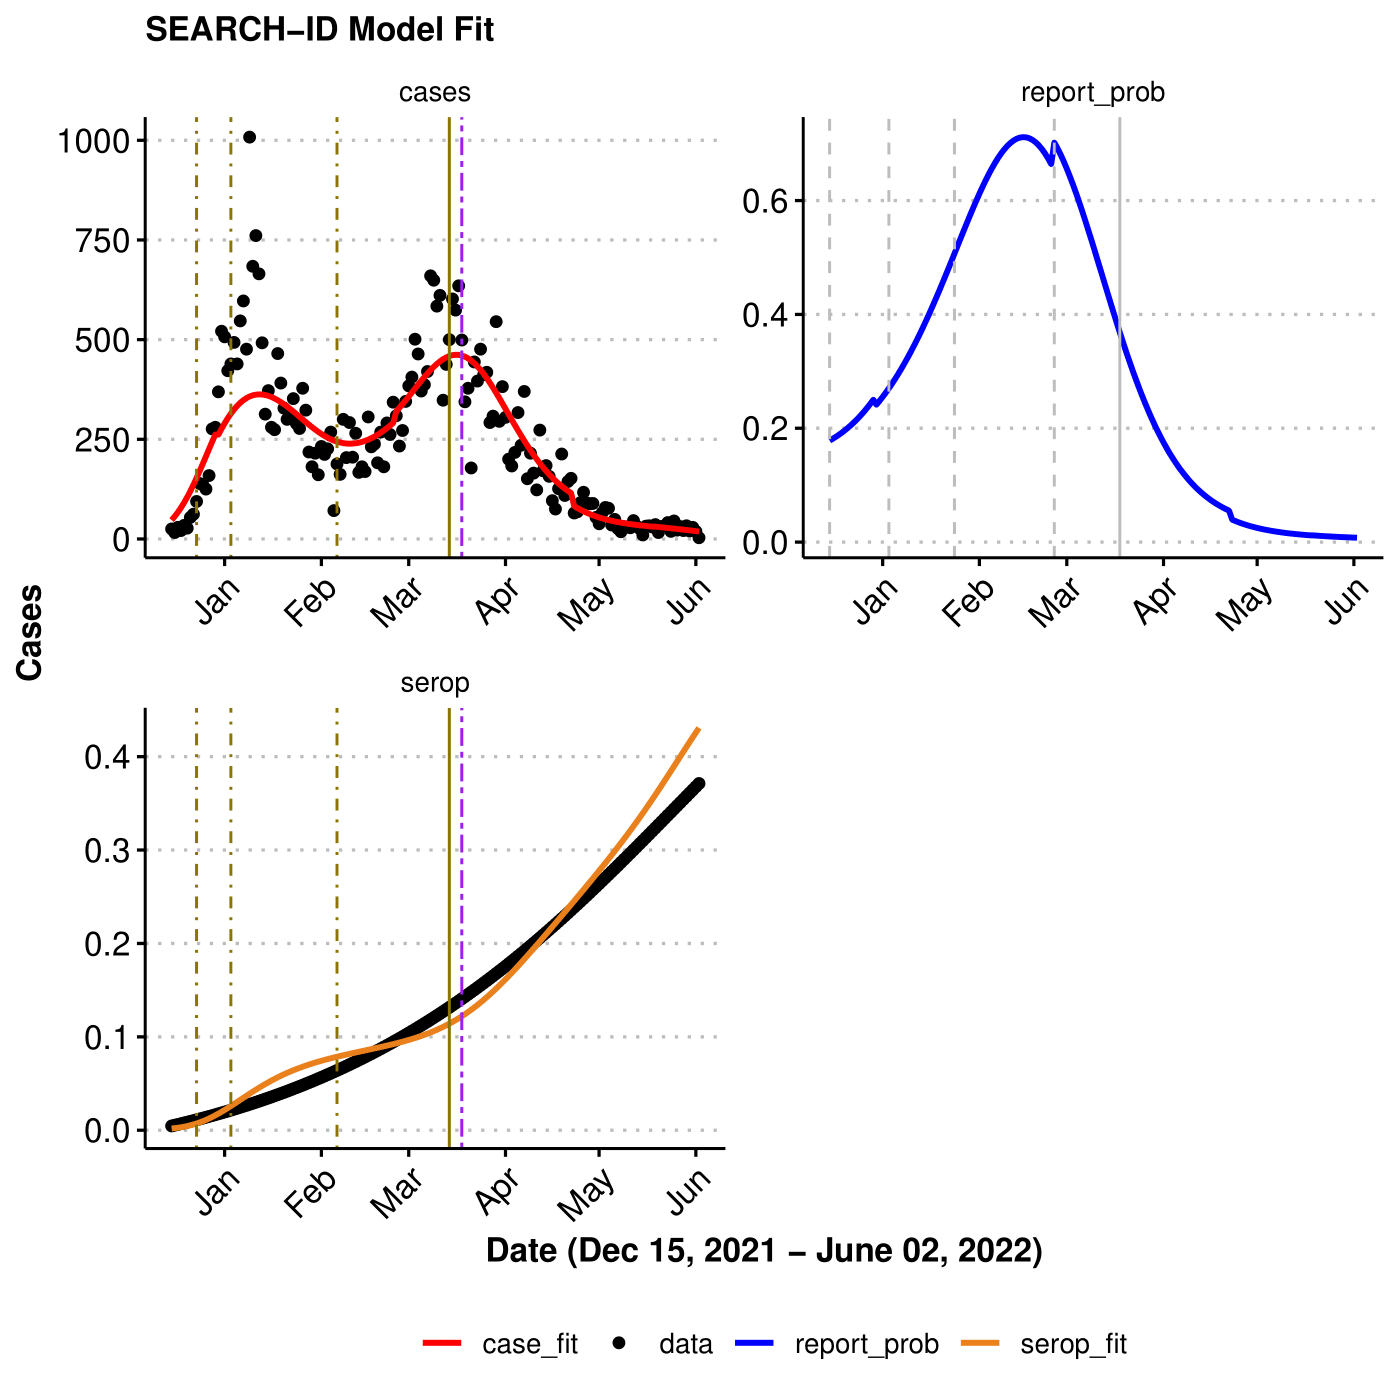 SEARCH−ID Model Fit
cases
report_prob
1000
750
500
250
0
0.6
0.4
0.2
0.0
Jan Feb Mar Apr May Jun
Jan Feb Mar Apr May Jun
Cases
serop
0.4
0.3
0.2
0.1
0.0
Jan Feb Mar Apr May Jun
Date (Dec 15, 2021 − June 02, 2022)
case_fit data report_prob serop_fit